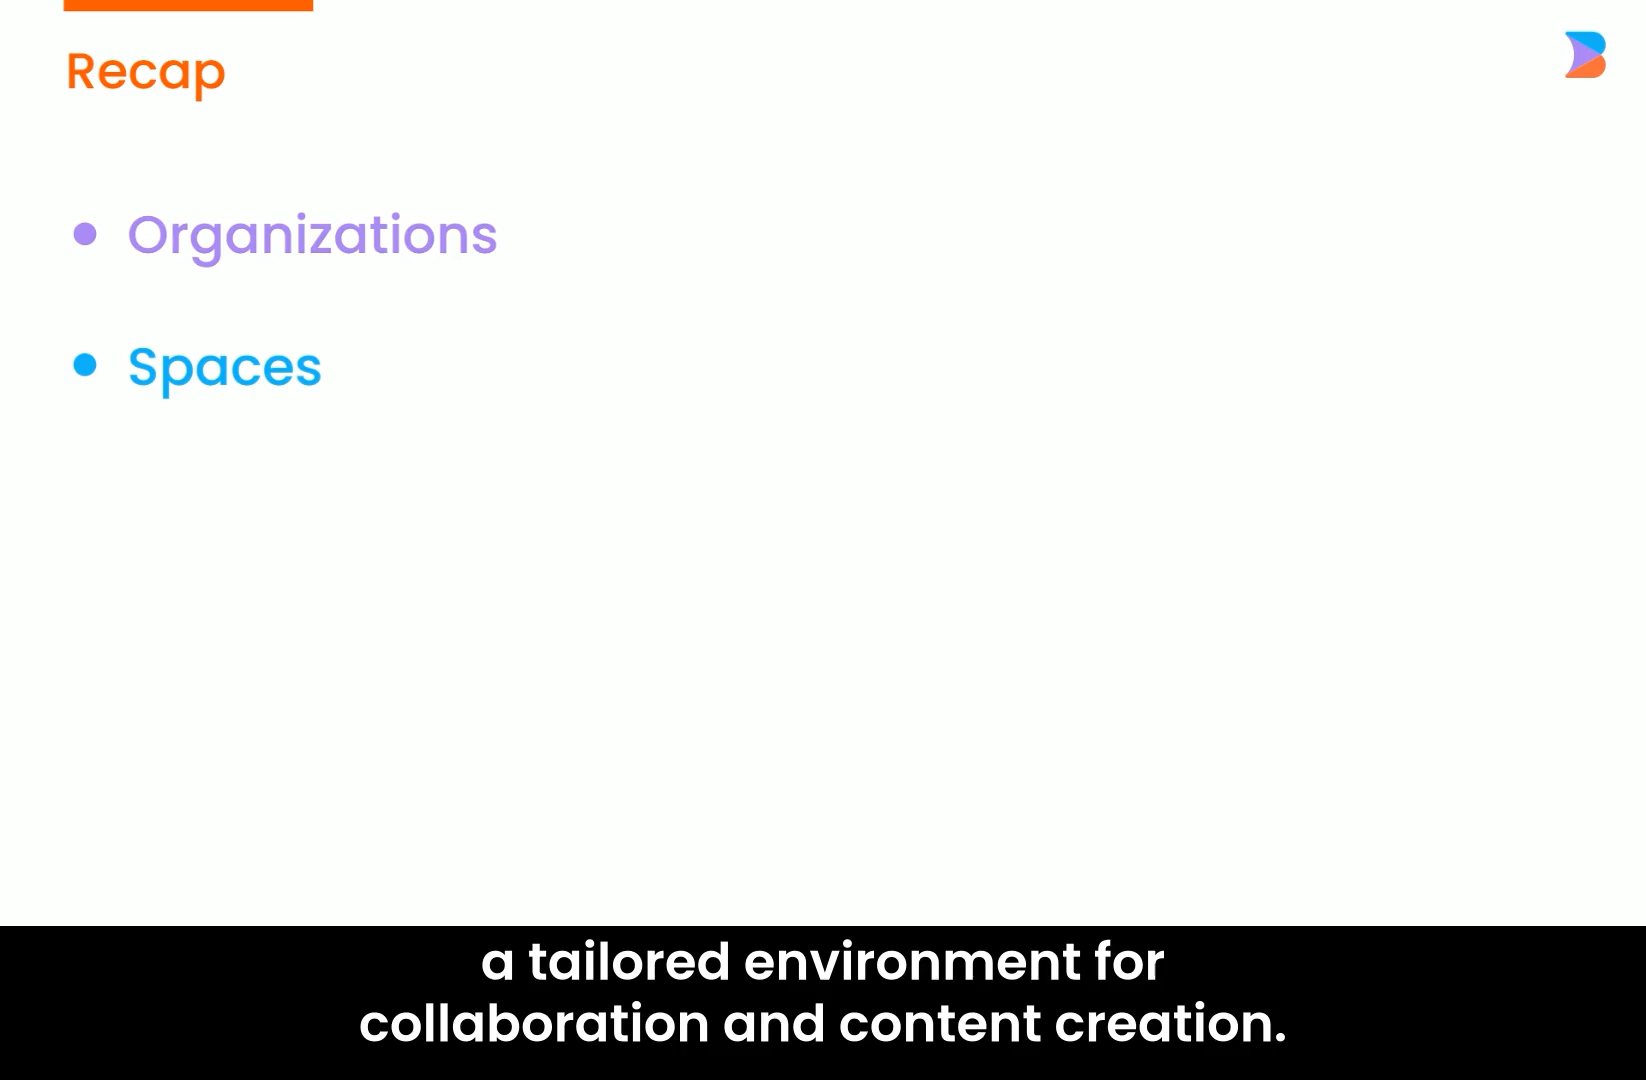 Recap
Organizations
Spaces
a tailored environment for
collaboration and content creation.